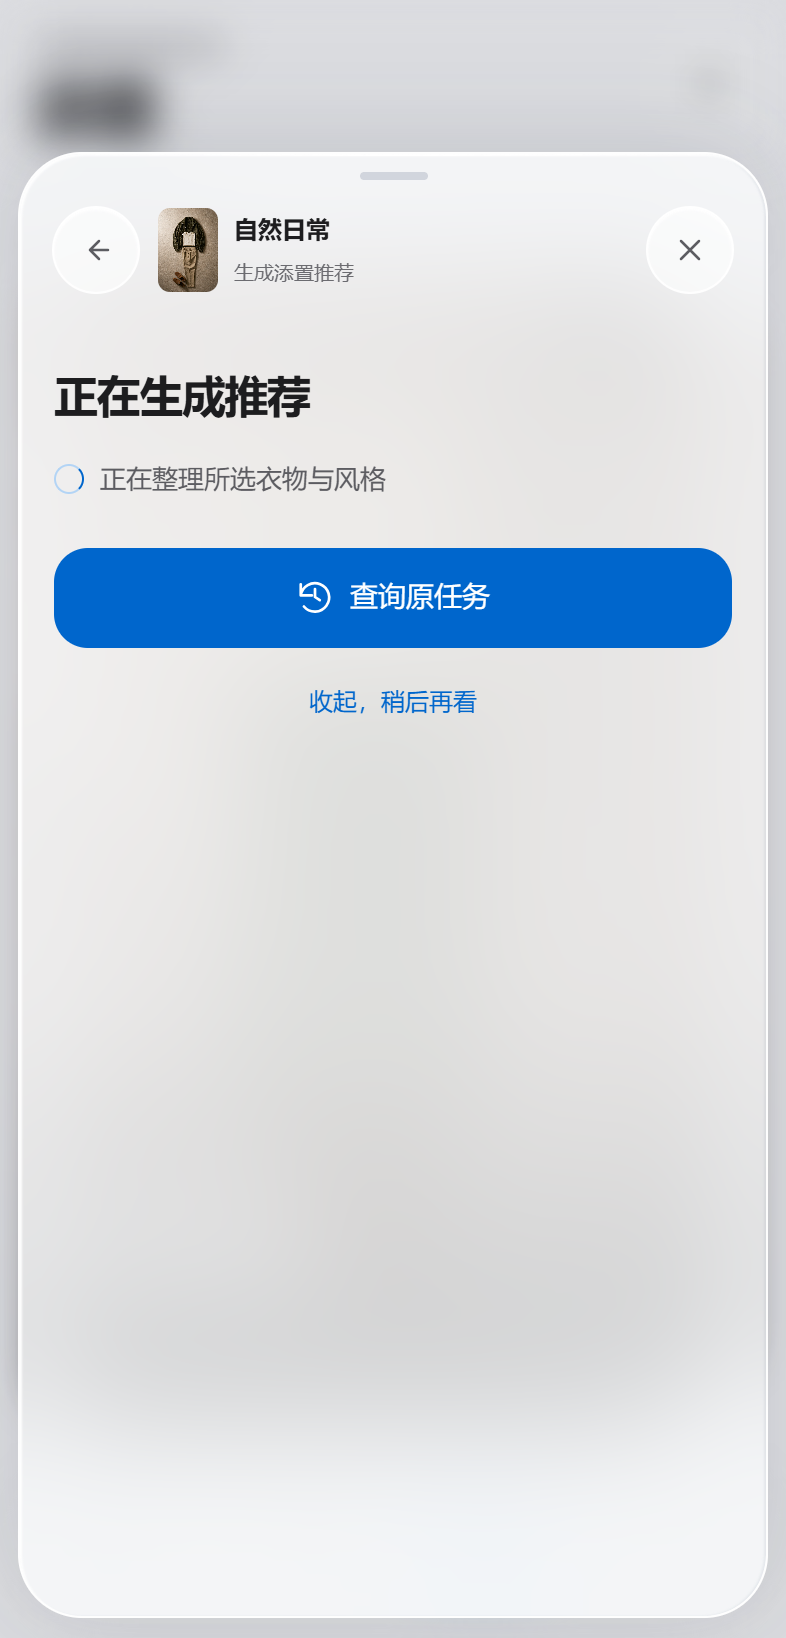 自然日常
生成添置推荐
正在生成推荐
正在整理所选衣物与风格
查询原任务
收起，稍后再看